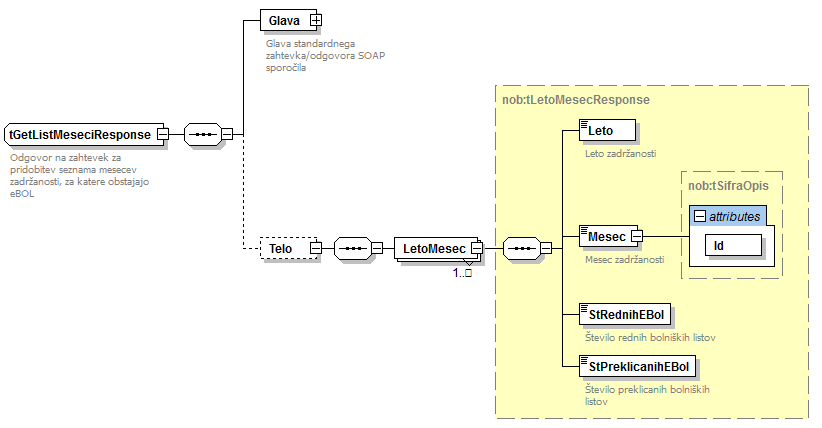 Glava
Glava standardnega
zahtevka/odgovora SOAP
sporočila
nob:tLetoMesecResponse
Leto
Leto zadržanosti
tGetListMeseciResponse
Odgovor na zahtevek za
pridobitev seznama mesecev
zadržanosti, za katere obstajajo
eBOL
nob:tSifraOpis
attributes
Id
Mesec
Mesec zadržanosti
Telo
LetoMesec
1..
StRednihEBol
Število rednih bolniških listov
StPreklicanihEBol
Število preklicanih bolniških
listov